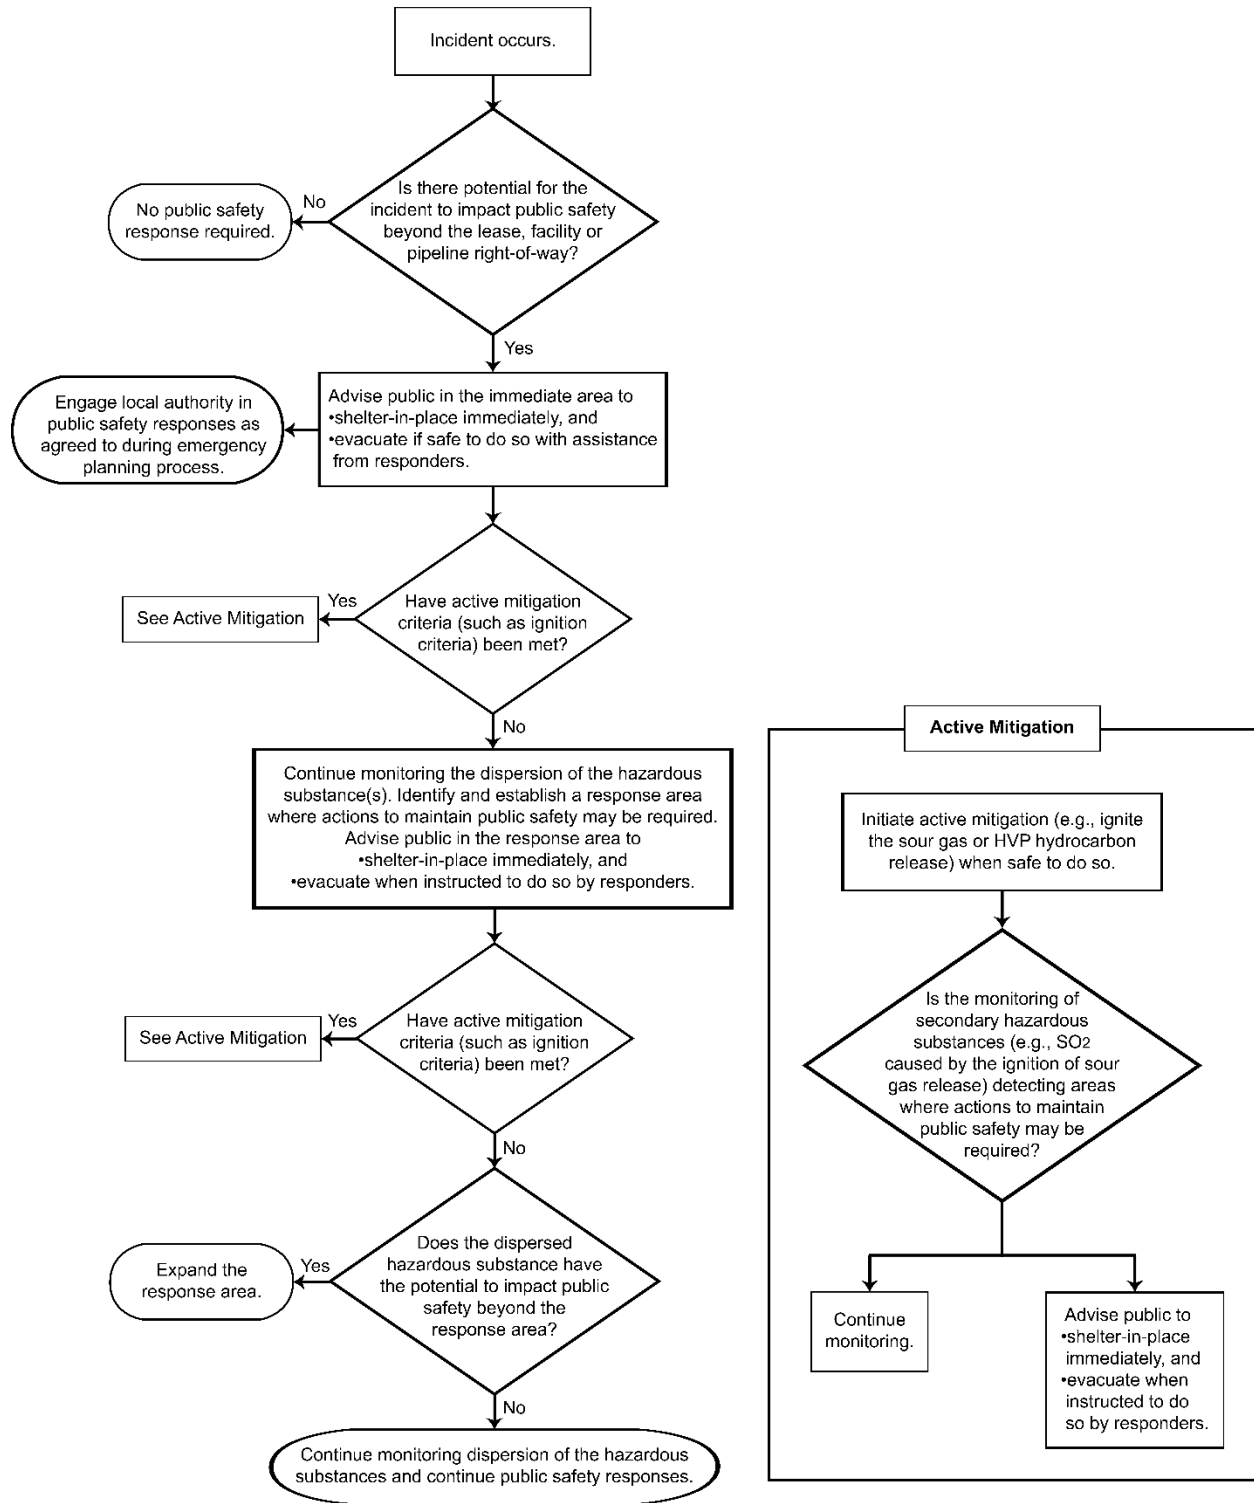 Incident occurs.
Is there potential for the
incident to impact public safety
beyond the lease, facility or
pipeline right-of-way?
No
No public safety
response required.
Yes
Advise public in the immediate area to
•shelter-in-place immediately, and
•evacuate if safe to do so with assistance
from responders.
Engage local authority in
public safety responses as
agreed to during emergency
planning process.
Have active mitigation
criteria (such as ignition
criteria) been met?
Yes
See Active Mitigation
No
Continue monitoring the dispersion of the hazardous
substance(s). Identify and establish a response area
where actions to maintain public safety may be required.
Advise public in the response area to
•shelter-in-place immediately, and
•evacuate when instructed to do so by responders.
Have active mitigation
criteria (such as ignition
criteria) been met?
Yes
See Active Mitigation
No
Does the dispersed
hazardous substance have
the potential to impact public
safety beyond the
response area?
Yes
Expand the
response area.
No
Continue monitoring dispersion of the hazardous
substances and continue public safety responses.
Active Mitigation
Initiate active mitigation (e.g., ignite
the sour gas or HVP hydrocarbon
release) when safe to do so.
Is the monitoring of
secondary hazardous
substances (e.g., SO2
caused by the ignition of sour
gas release) detecting areas
where actions to maintain
public safety may be
required?
Continue
monitoring.
Advise public to
•shelter-in-place
immediately, and
•evacuate when
instructed to do
so by responders.